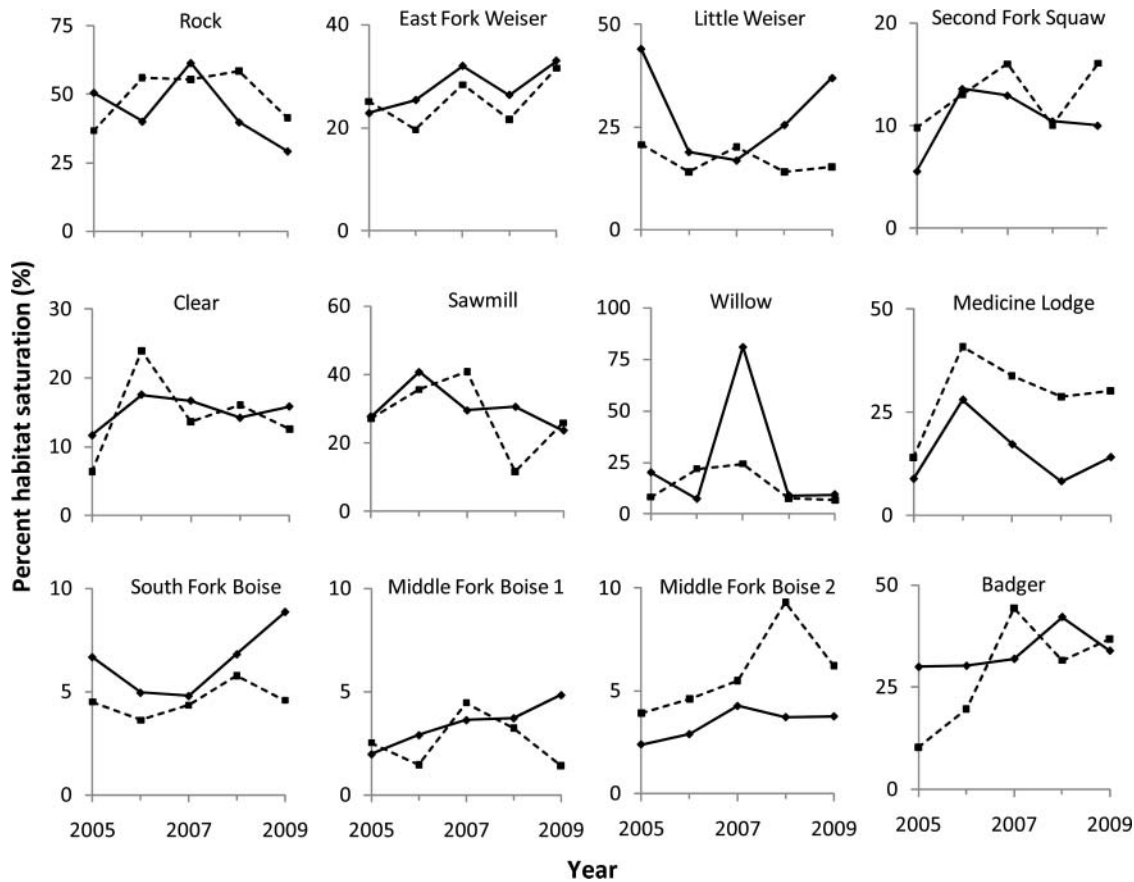 Percent habitat saturation (%)
Rock
75
50
25
0
East Fork Weiser
40
20
0
Little Weiser
50
25
0
Second Fork Squaw
20
10
0
Clear
30
20
10
0
Sawmill
60
40
20
0
Willow
100
75
50
25
0
Medicine Lodge
50
25
0
South Fork Boise
10
5
0
2005 2007 2009
Middle Fork Boise 1
10
5
0
2005 2007 2009
Middle Fork Boise 2
10
5
0
2005 2007 2009
Badger
50
25
0
2005 2007 2009
Year